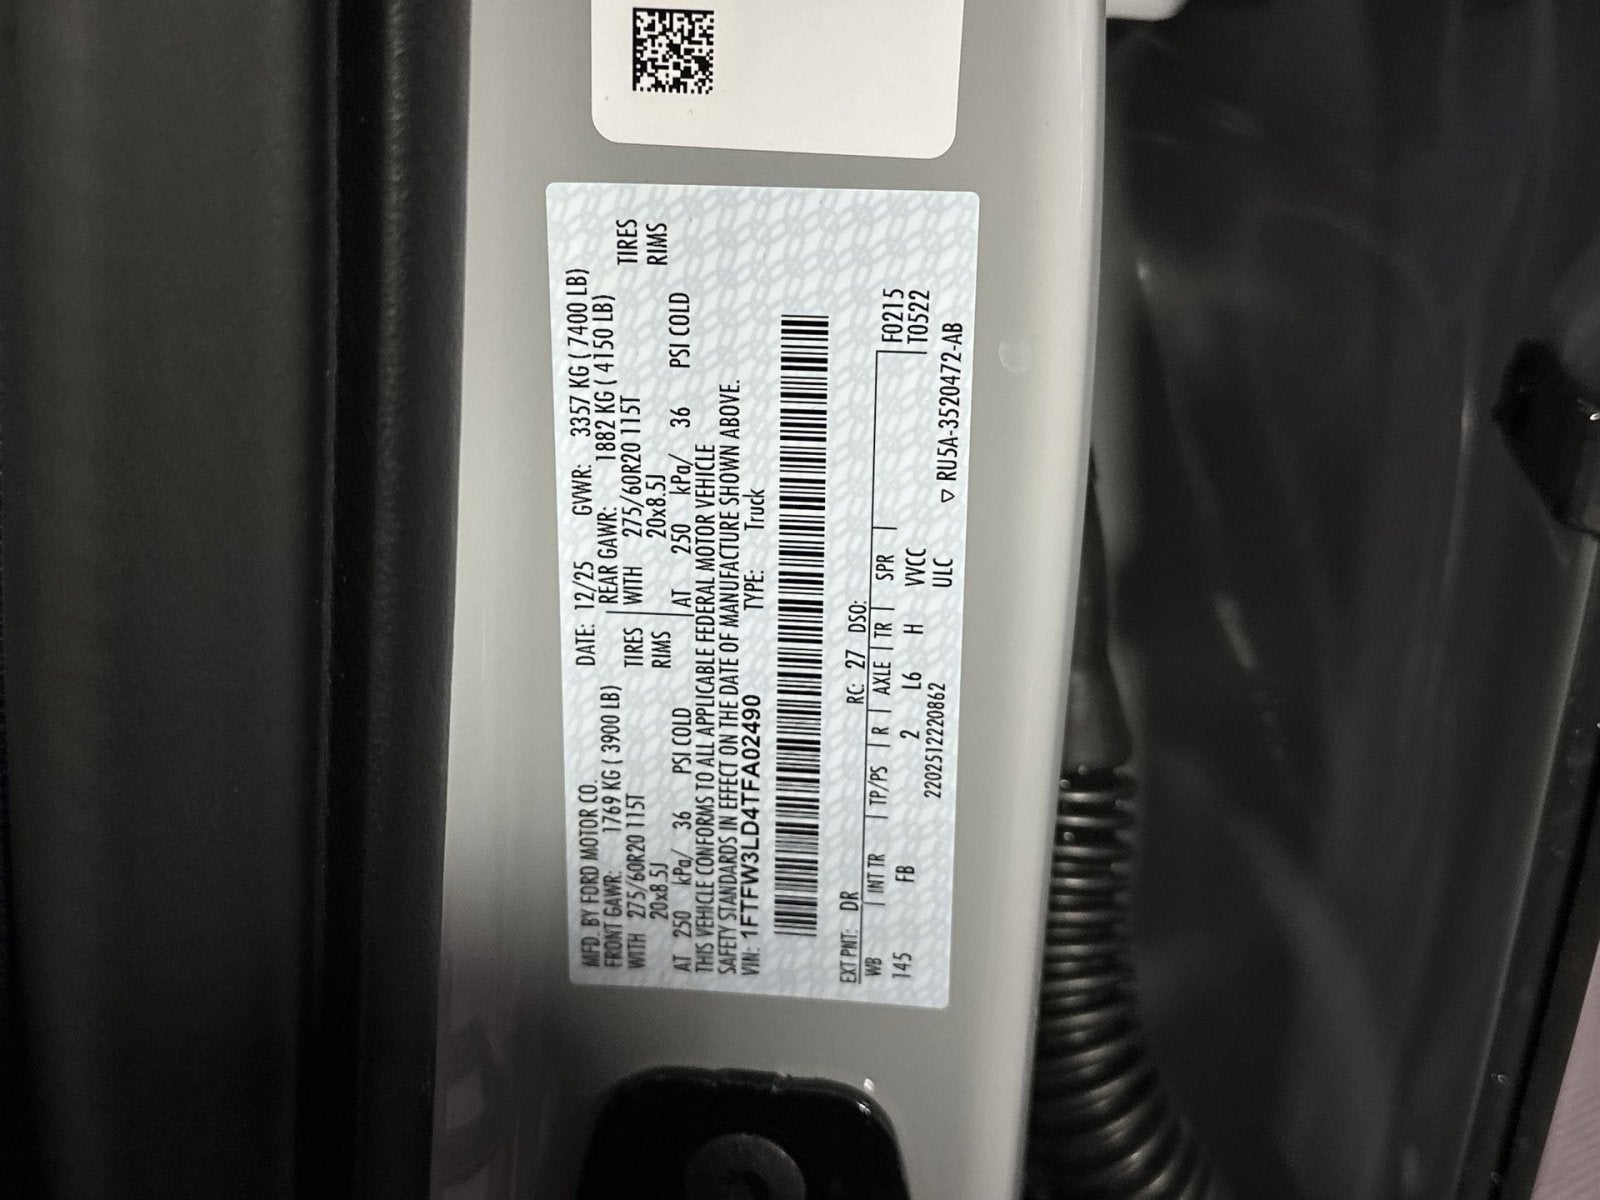 MFD. BY FORD MOTOR CO. DATE: 12/25 GVWR: 3357 KG ( 7400 LB)
FRONT GAWR: 1769 KG ( 3900 LB) REAR GAWR: 1882 KG ( 4150 LB)
WITH 275/60R20 115T TIRES WITH 275/60R20 115T TIRES
20x8.5J RIMS 20x8.5J RIMS
AT 250 kPa/ 36 PSI COLD AT 250 kPa/ 36 PSI COLD
THIS VEHICLE CONFORMS TO ALL APPLICABLE FEDERAL MOTOR VEHICLE
SAFETY STANDARDS IN EFFECT ON THE DATE OF MANUFACTURE SHOWN ABOVE.
VIN: 1FTFW3LD4TFA02490 TYPE: Truck
EXT PNT: DR RC: 27 DSO:
WB INT TR TP/PS R AXLE TR SPR F0215
145 FB 2 L6 H VVCC T0522
2202512220862 ULC ▽ RU5A-3520472-AB